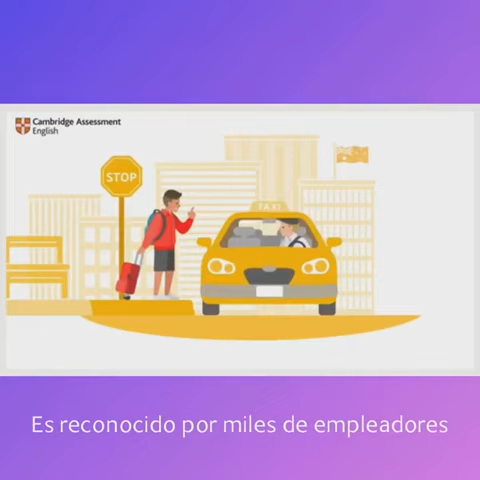 Cambridge Assessment
English
STOP
TAXI
Es reconocido por miles de empleadores